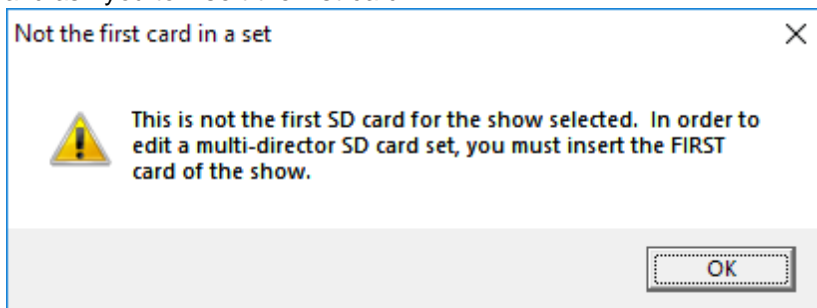 Not the first card in a set
This is not the first SD card for the show selected.  In order to
edit a multi-director SD card set, you must insert the FIRST
card of the show.
OK